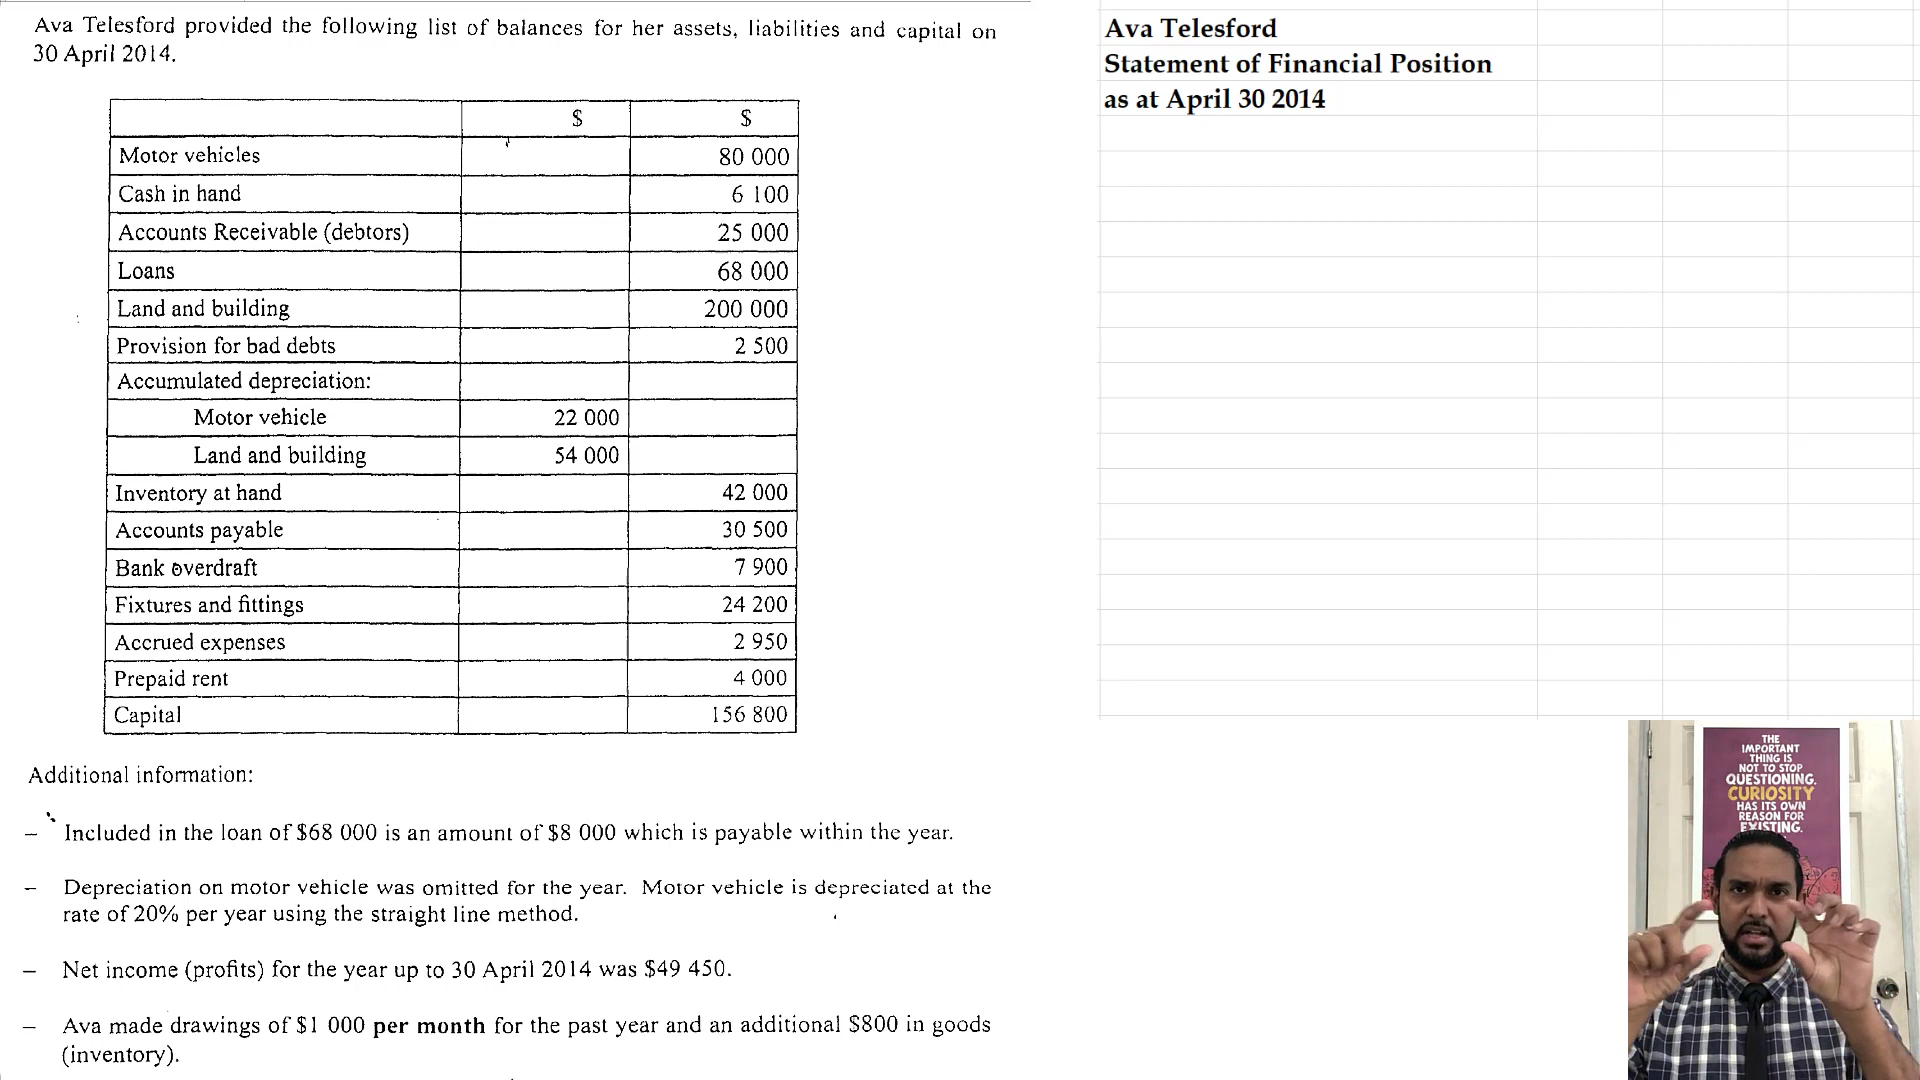 Ava Telesford provided the following list of balances for her assets, liabilities and capital on
30 April 2014.
$ $
Motor vehicles 80 000
Cash in hand 6 100
Accounts Receivable (debtors) 25 000
Loans 68 000
Land and building 200 000
Provision for bad debts 2 500
Accumulated depreciation:
Motor vehicle 22 000
Land and building 54 000
Inventory at hand 42 000
Accounts payable 30 500
Bank overdraft 7 900
Fixtures and fittings 24 200
Accrued expenses 2 950
Prepaid rent 4 000
Capital 156 800
Additional information:
– Included in the loan of $68 000 is an amount of $8 000 which is payable within the year.
– Depreciation on motor vehicle was omitted for the year. Motor vehicle is depreciated at the
rate of 20% per year using the straight line method.
– Net income (profits) for the year up to 30 April 2014 was $49 450.
– Ava made drawings of $1 000 per month for the past year and an additional $800 in goods
(inventory).
Ava Telesford
Statement of Financial Position
as at April 30 2014
THE
IMPORTANT
THING IS
NOT TO STOP
QUESTIONING.
CURIOSITY
HAS ITS OWN
REASON FOR
EXISTING.